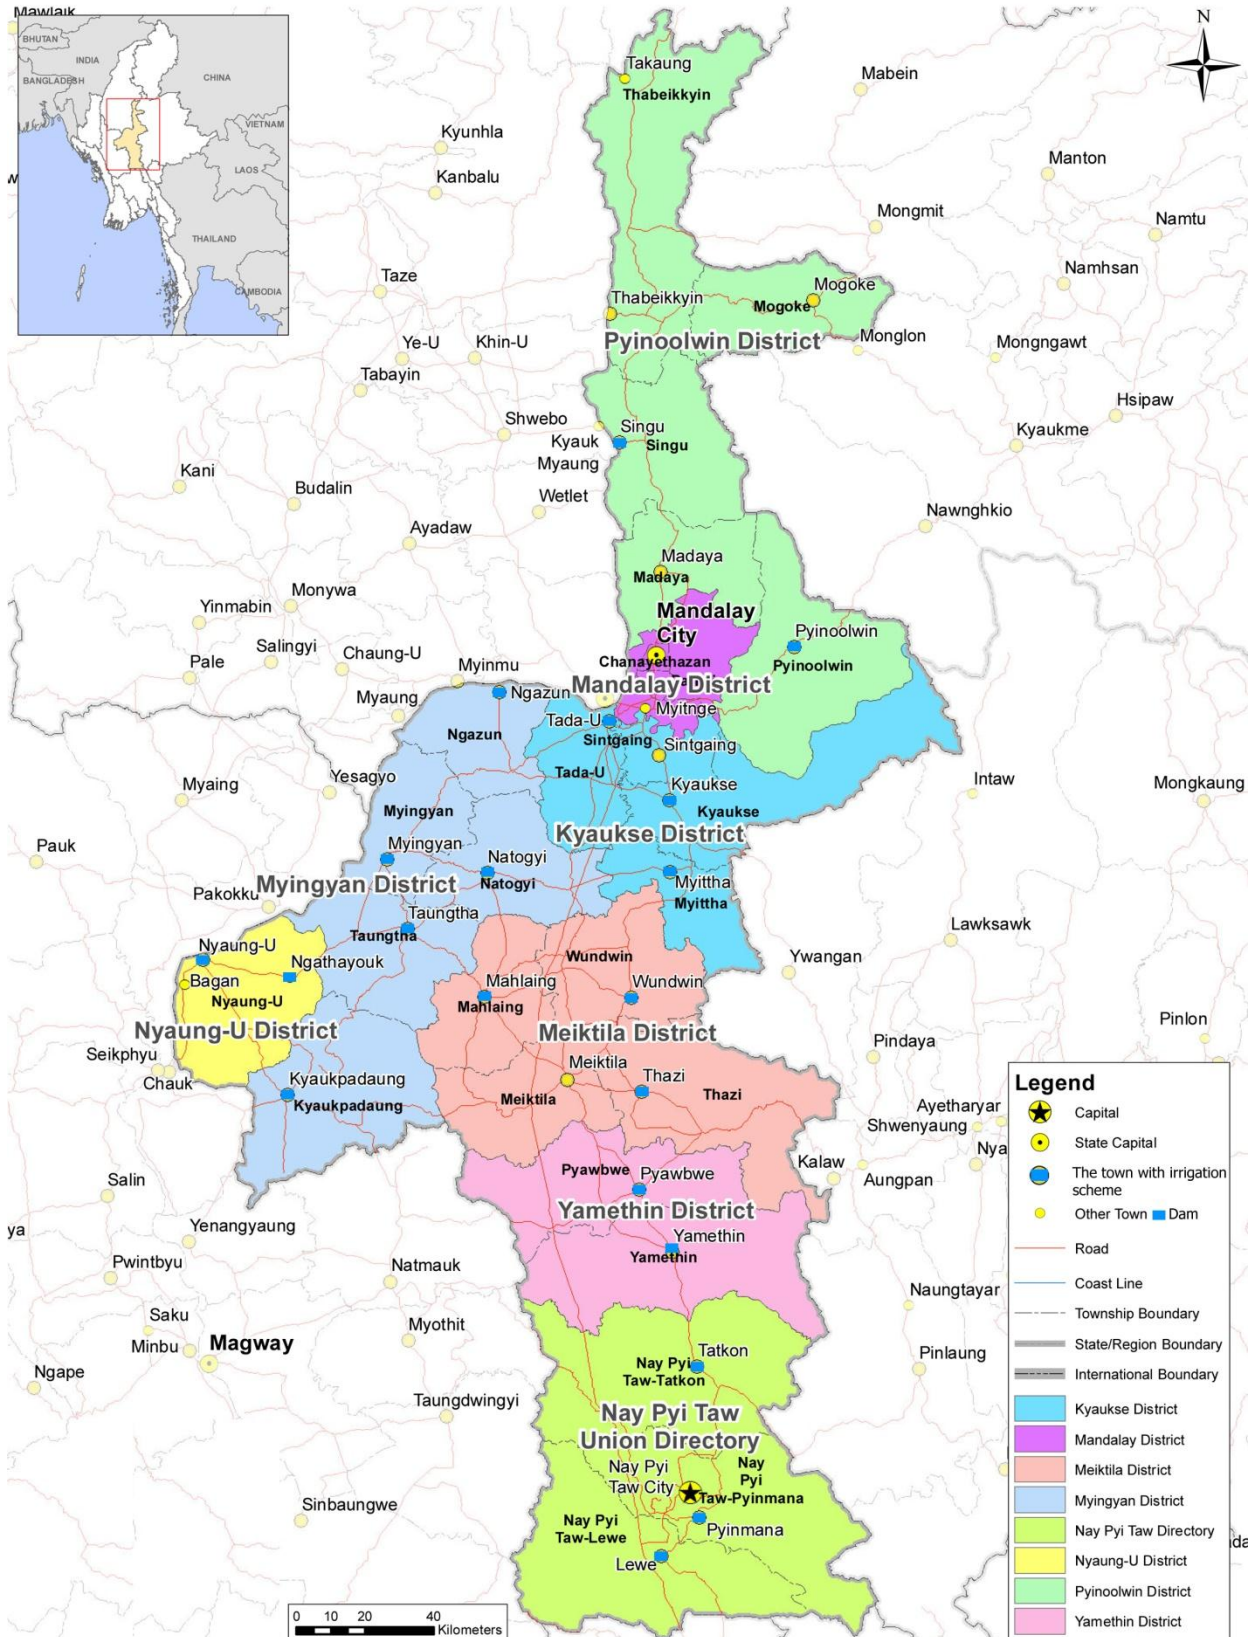 Mawlaik
N
BHUTAN
INDIA
CHINA
BANGLADESH
VIETNAM
LAOS
THAILAND
CAMBODIA
Takaung
Thabeikkyin
Mabein
Kyunhla
Kanbalu
Manton
Mongmit
Namtu
Taze
Namhsan
Mogoke
Mogoke
Thabeikkyin
Pyinoolwin District
Monglon
Mongngawt
Ye-U
Khin-U
Tabayin
Hsipaw
Shwebo
Singu
Singu
Kyauk
Myaung
Kyaukme
Kani
Budalin
Wetlet
Nawnghkio
Ayadaw
Madaya
Madaya
Monywa
Yinmabin
Mandalay
City
Pyinoolwin
Pyinoolwin
Salingyi
Chaung-U
Pale
Myinmu
Chanayethazan
Mandalay District
Myaung
Ngazun
Ngazun
Myitnge
Tada-U
Sintgaing
Sintgaing
Tada-U
Myaing
Yesagyo
Kyaukse
Kyaukse
Intaw
Mongkaung
Myingyan
Kyaukse District
Pauk
Myingyan
Natogyi
Natogyi
Myingyan District
Myittha
Myittha
Pakokku
Taungtha
Taungtha
Lawksawk
Nyaung-U
Ngathayouk
Wundwin
Ywangan
Bagan
Nyaung-U
Mahlaing
Mahlaing
Wundwin
Nyaung-U District
Meiktila District
Pinlon
Seikphyu
Chauk
Pindaya
Kyaukpadaung
Kyaukpadaung
Meiktila
Meiktila
Thazi
Thazi
Ayetharyar
Shwenyaung
Nya
Pyawbwe
Pyawbwe
Kalaw
Aungpan
Salin
Yamethin District
Yenangyaung
ya
Yamethin
Yamethin
Pwintbyu
Natmauk
Naungtayar
Saku
Minbu
Magway
Myothit
Tatkon
Nay Pyi
Taw-Tatkon
Pinlaung
Ngape
Taungdwingyi
Nay Pyi Taw
Union Directory
Nay Pyi
Taw City
Nay
Pyi
Taw-Pyinmana
Sinbaungwe
Nay Pyi
Taw-Lewe
Pyinmana
Lewe
0 10 20 40
Kilometers
Legend
Capital
State Capital
The town with irrigation
scheme
Other Town
Dam
Road
Coast Line
Township Boundary
State/Region Boundary
International Boundary
Kyaukse District
Mandalay District
Meiktila District
Myingyan District
Nay Pyi Taw Directory
Nyaung-U District
Pyinoolwin District
Yamethin District